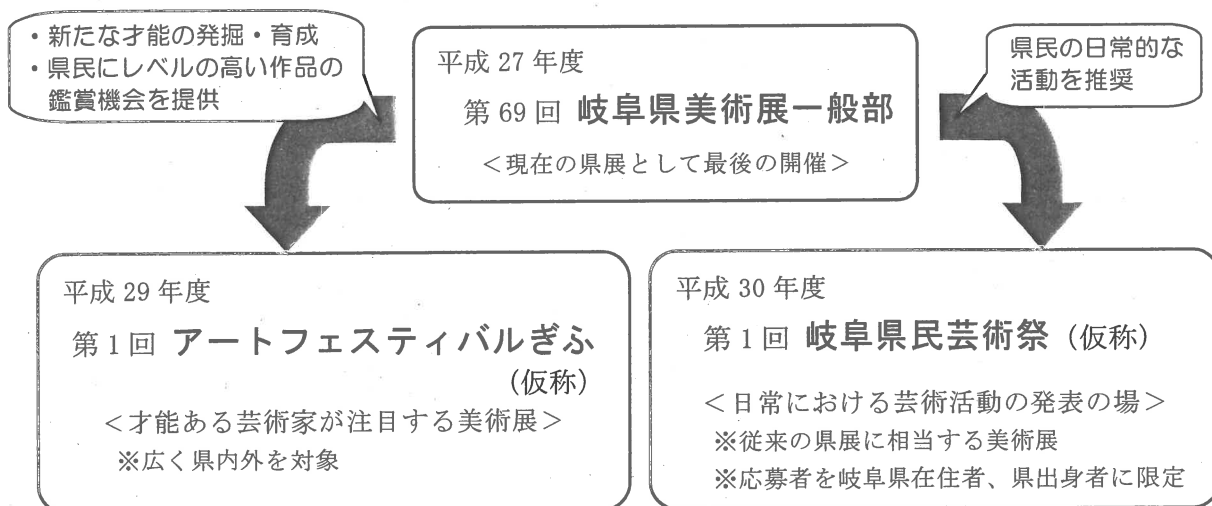 ・新たな才能の発掘・育成
・県民にレベルの高い作品の
鑑賞機会を提供
平成 27 年度
第 69 回 岐阜県美術展一般部
＜現在の県展として最後の開催＞
県民の日常的な
活動を推奨
平成 29 年度
第 1 回 アートフェスティバルぎふ
(仮称)
＜才能ある芸術家が注目する美術展＞
※広く県内外を対象
平成 30 年度
第 1 回 岐阜県民芸術祭 (仮称)
＜日常における芸術活動の発表の場＞
※従来の県展に相当する美術展
※応募者を岐阜県在住者、県出身者に限定